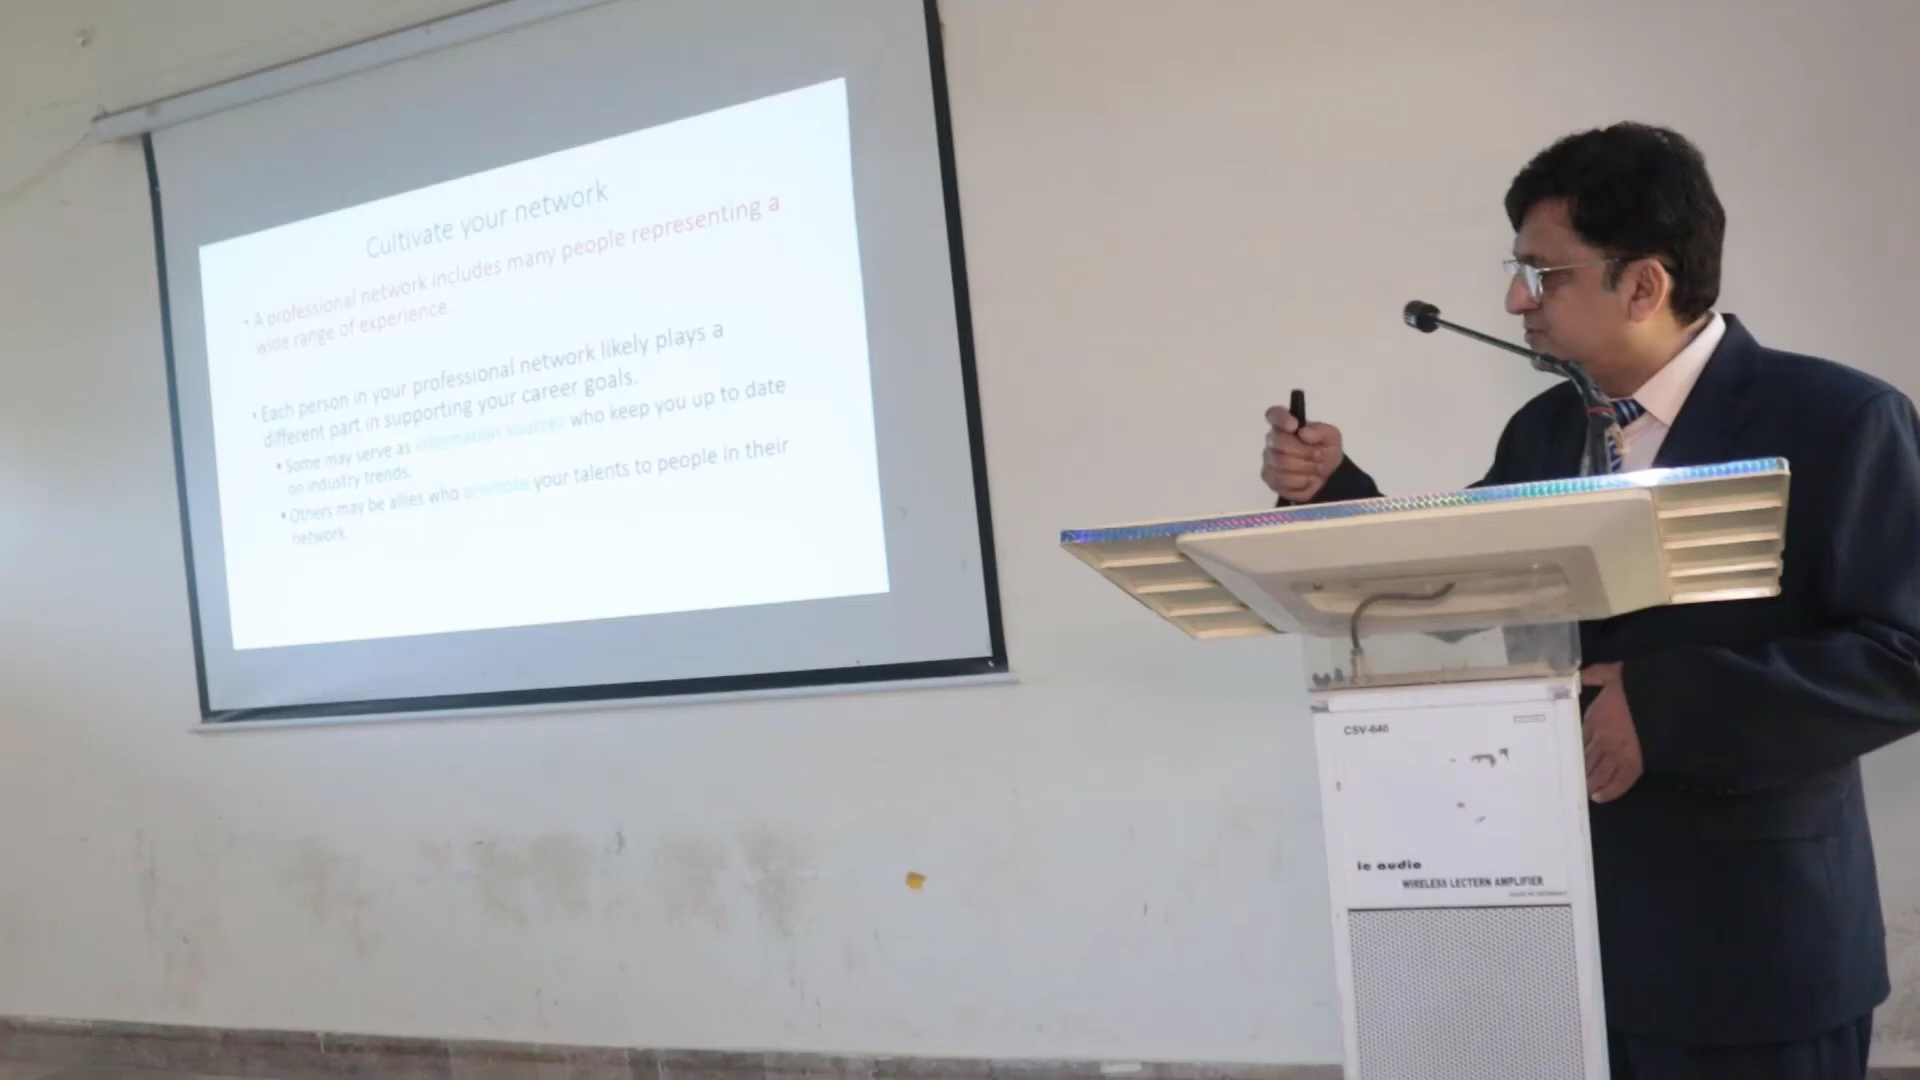 Cultivate your network
• A professional network includes many people representing a
wide range of experience.
• Each person in your professional network likely plays a
different part in supporting your career goals.
• Some may serve as information sources who keep you up to date
on industry trends.
• Others may be allies who promote your talents to people in their
network.
CSV-640
ic audio
WIRELESS LECTERN AMPLIFIER